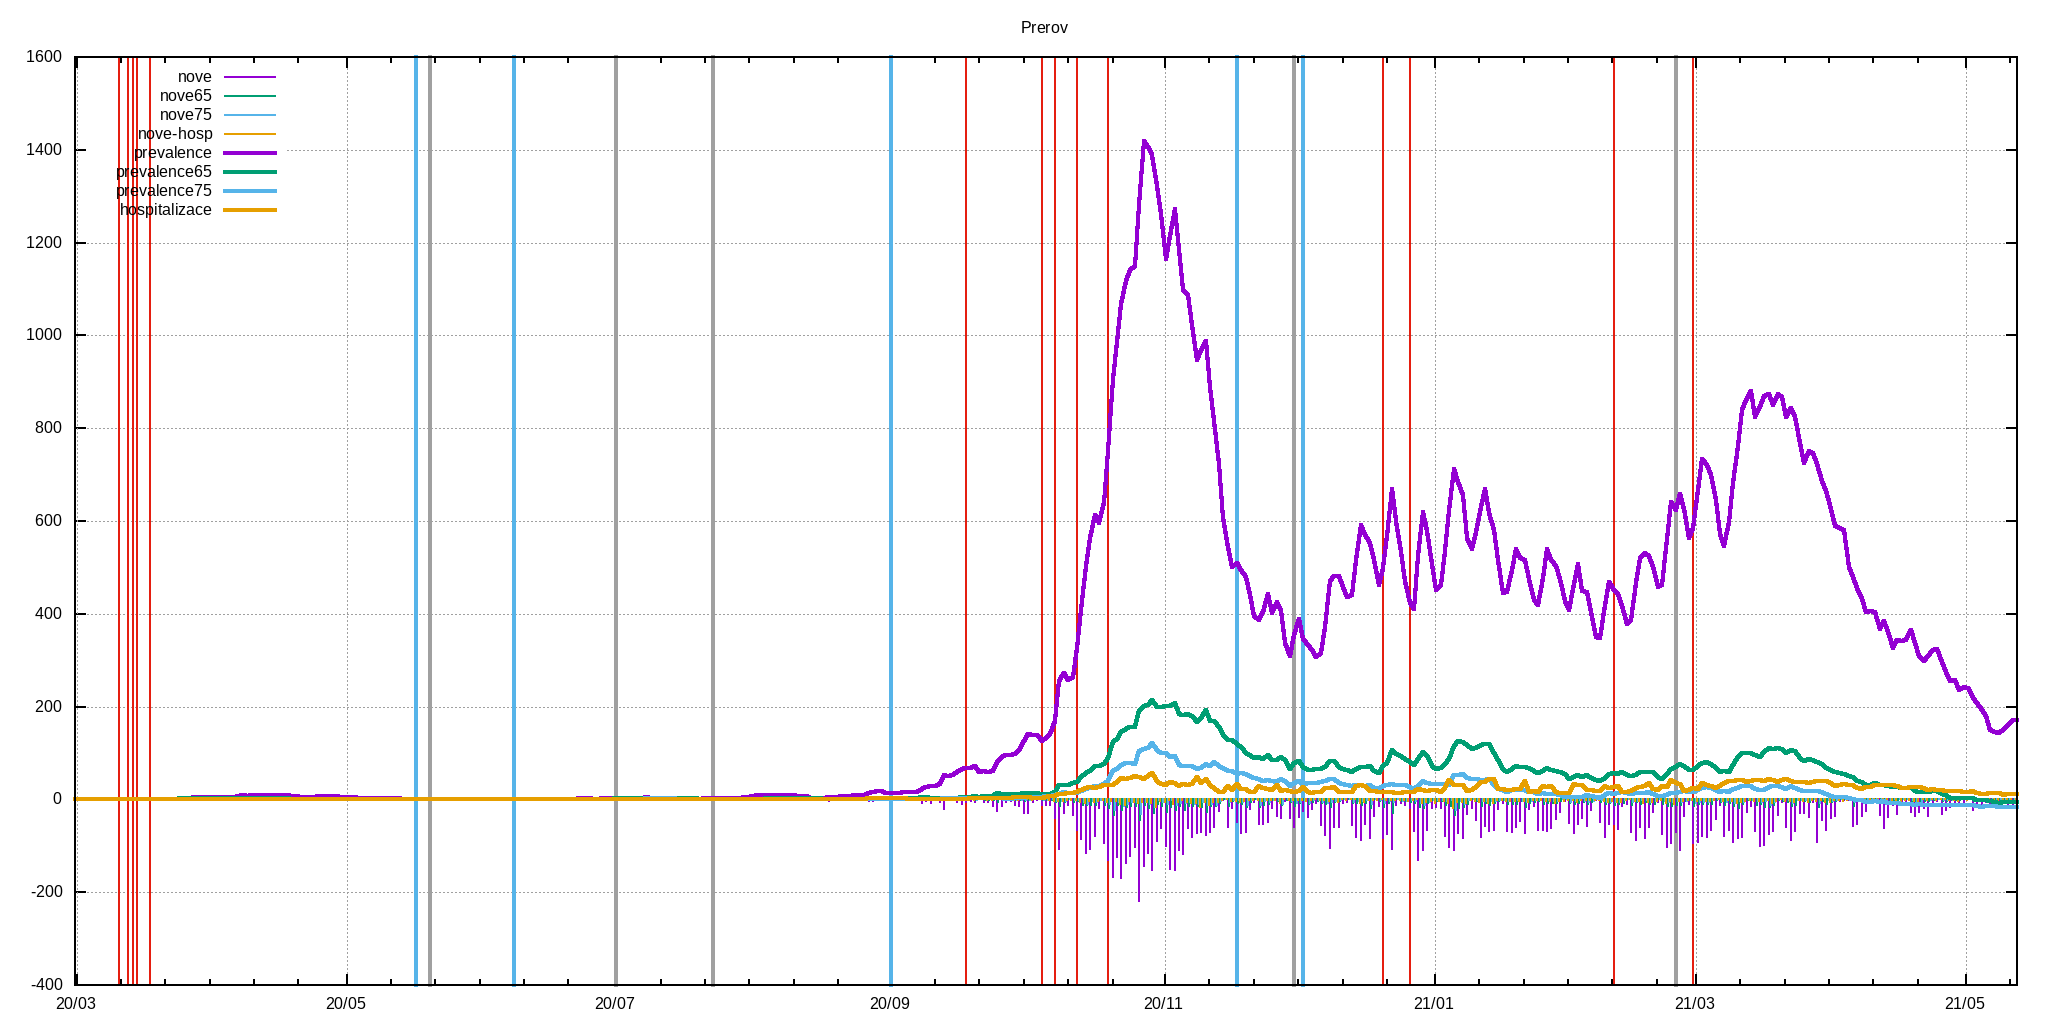 Prerov
1600
1400
1200
1000
800
600
400
200
0
-200
-400
nove
nove65
nove75
nove-hosp
prevalence
prevalence65
prevalence75
hospitalizace
20/03 20/05 20/07 20/09 20/11 21/01 21/03 21/05